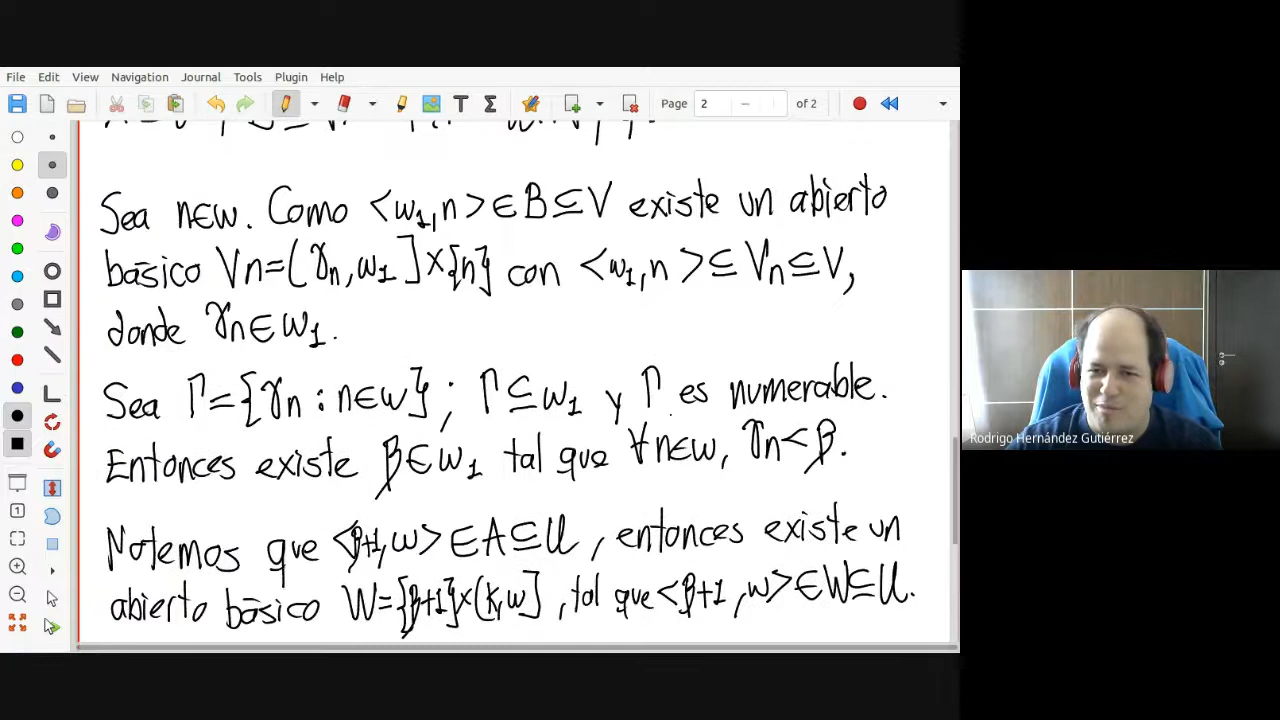 File Edit View Navigation Journal Tools Plugin Help
Page 2 of 2
Sea n∈ω. Como <ω₁,n>∈B⊆V existe un abierto
básico Vn=(γn,ω₁]×{n} con <ω₁,n>⊆Vn⊆V,
donde γn∈ω₁.
Sea Γ={γn:n∈ω}; Γ⊆ω₁ y Γ es numerable.
Entonces existe β∈ω₁ tal que ∀n∈ω, γn<β.
Notemos que <β+1,ω>∈A⊆U, entonces existe un
abierto básico W={β+1}×(k,ω], tal que <β+1,ω>∈W⊆U.
Rodrigo Hernández Gutiérrez